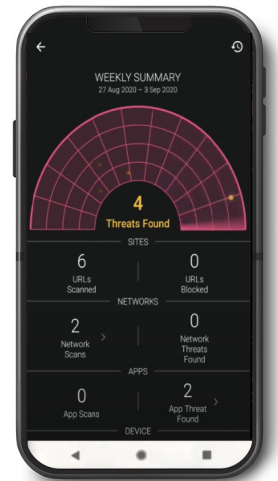 WEEKLY SUMMARY
27 Aug 2020 – 3 Sep 2020
4
Threats Found
SITES
6
URLs
Scanned
0
URLs
Blocked
NETWORKS
2
Network
Scans
0
Network
Threats
Found
APPS
0
App Scans
2
App Threat
Found
DEVICE